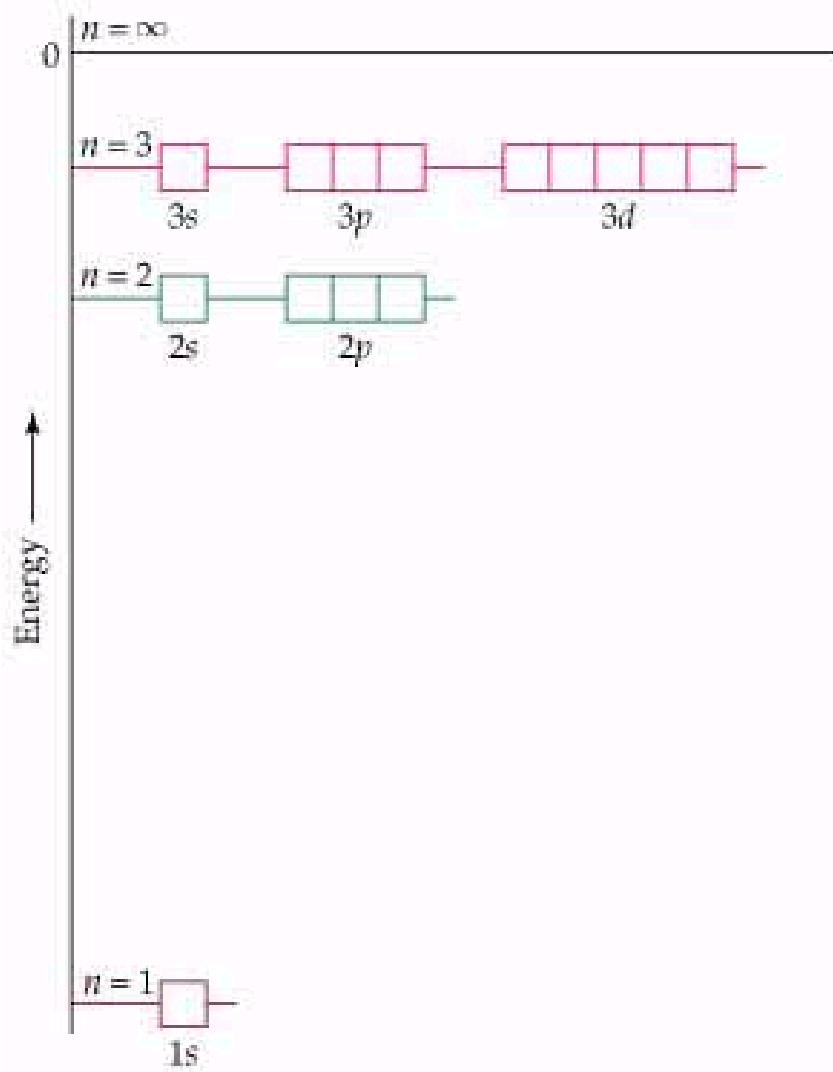 n = ∞
0
n = 3
3s 3p 3d
n = 2
2s 2p
Energy
n = 1
1s